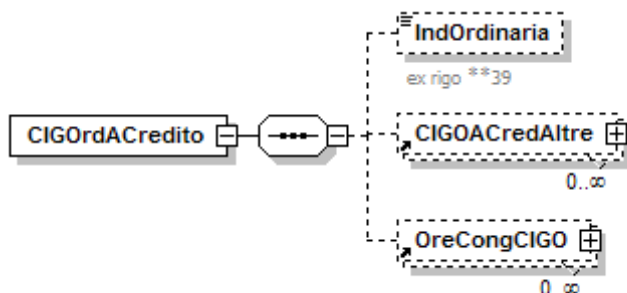 IndOrdinaria
ex rigo **39
CIGOrdACredito
CIGOACredAltre
0..∞
OreCongCIGO
0..∞